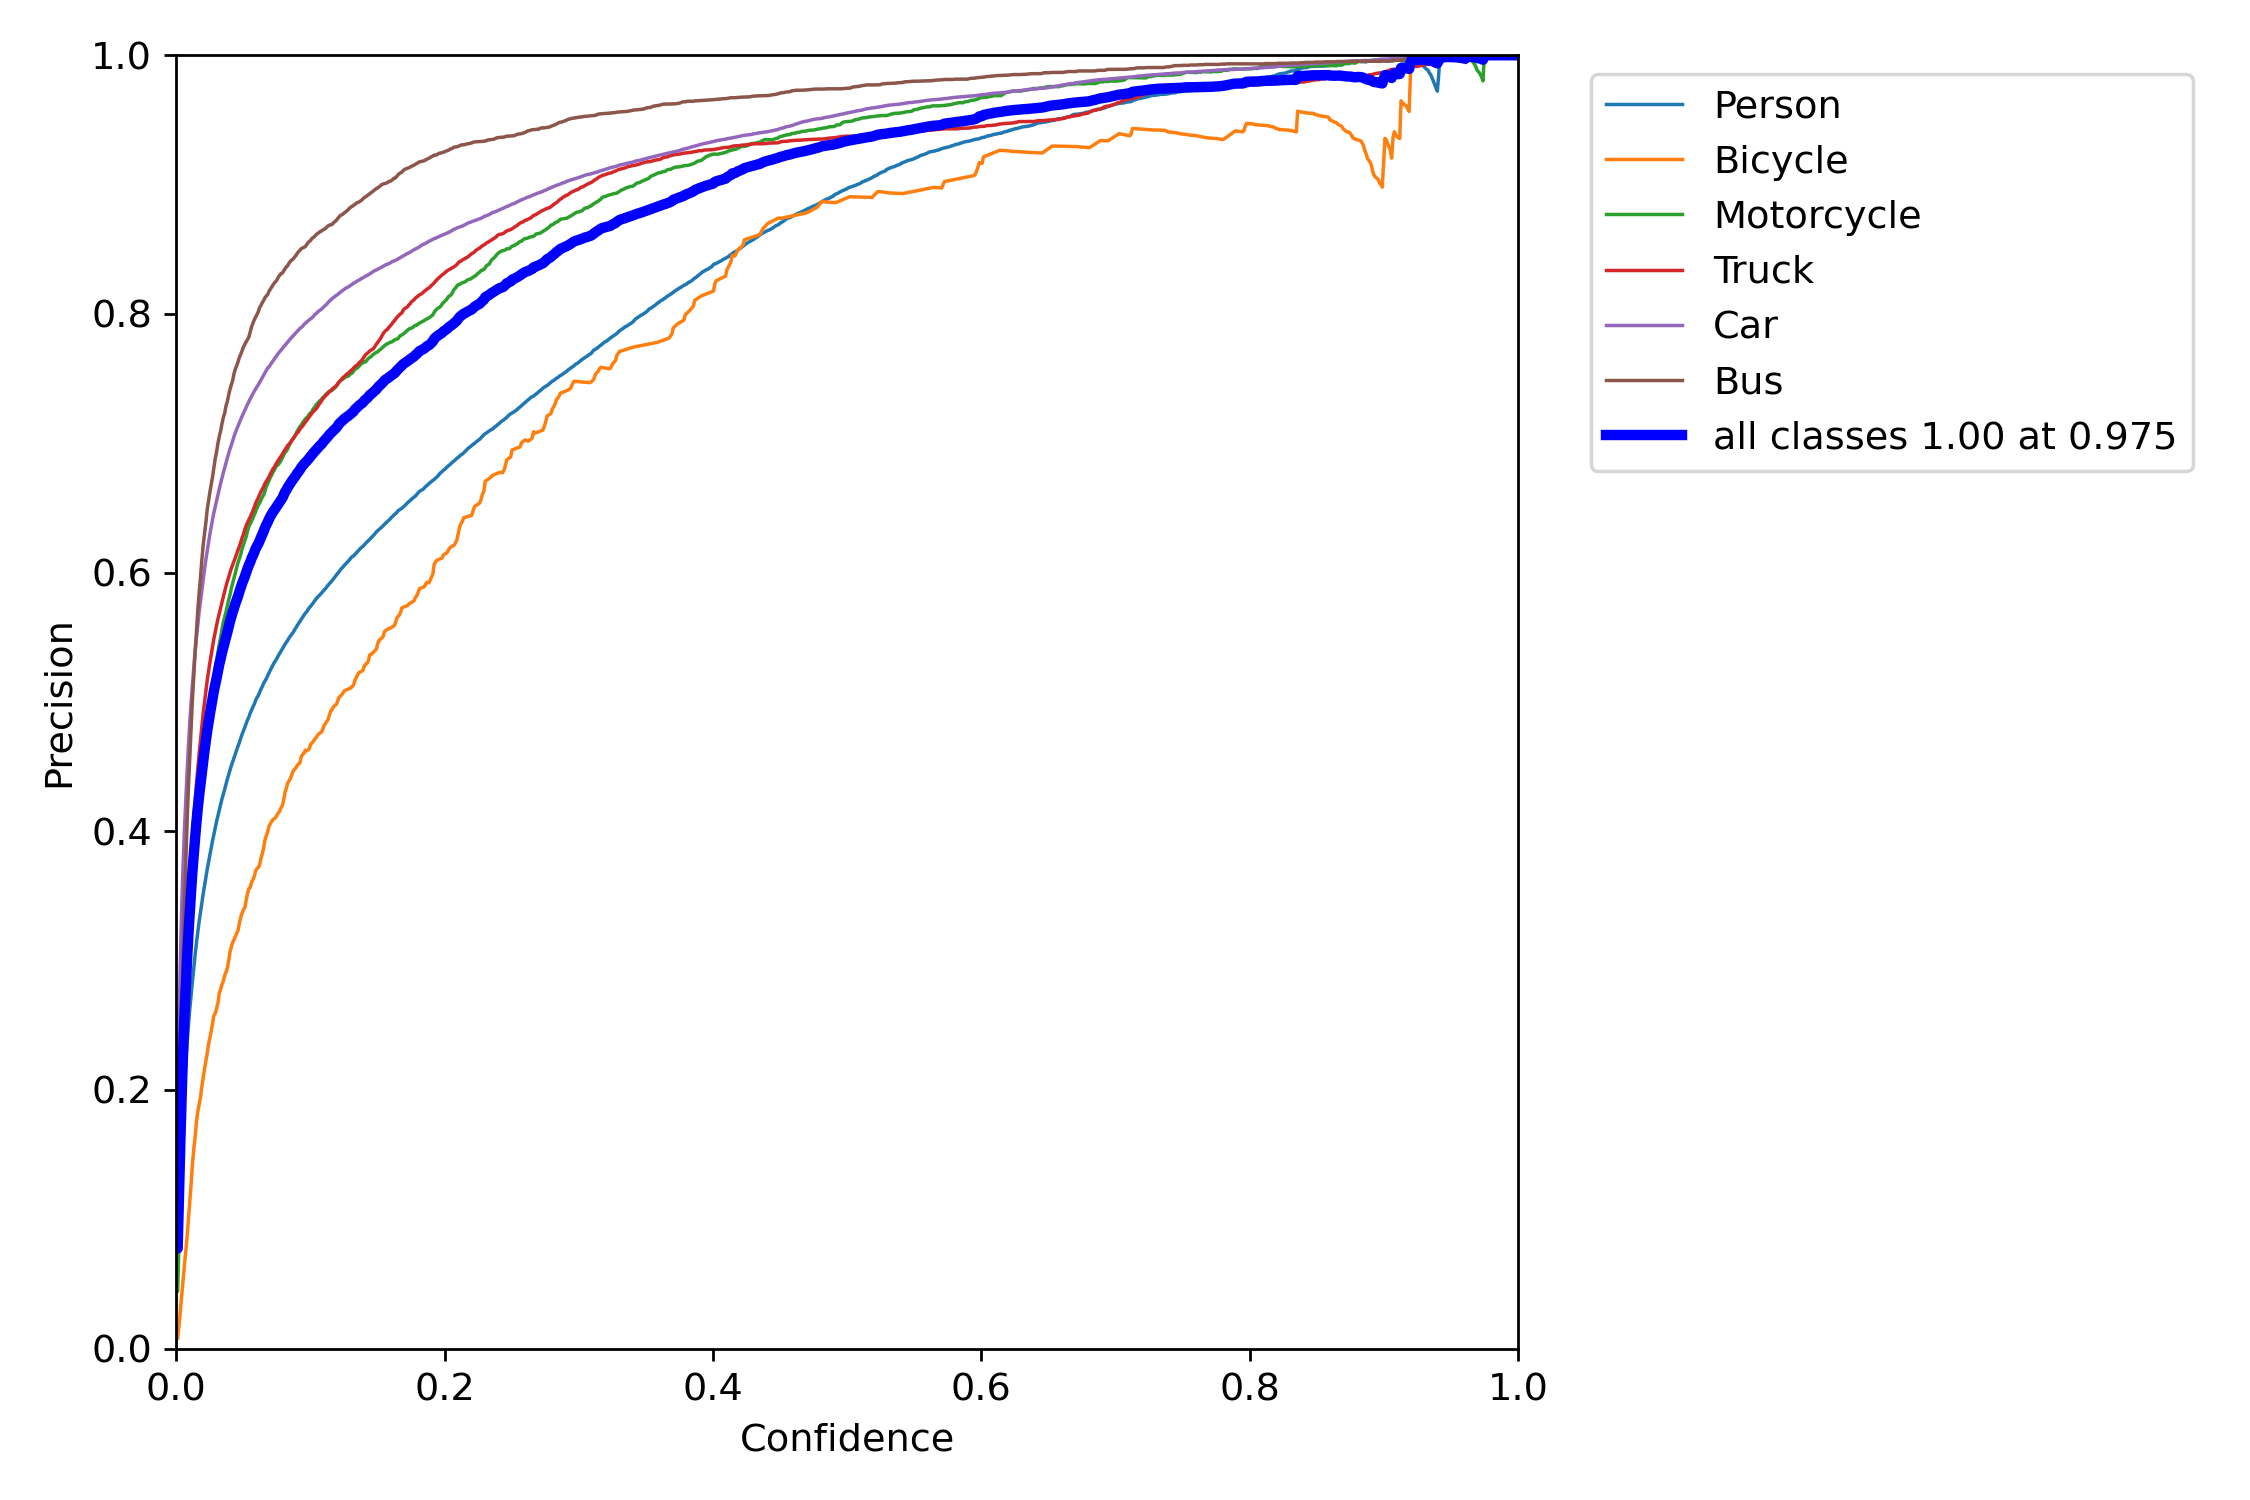 1.0
0.8
0.6
0.4
0.2
0.0
Precision
0.0 0.2 0.4 0.6 0.8 1.0
Confidence
Person
Bicycle
Motorcycle
Truck
Car
Bus
all classes 1.00 at 0.975